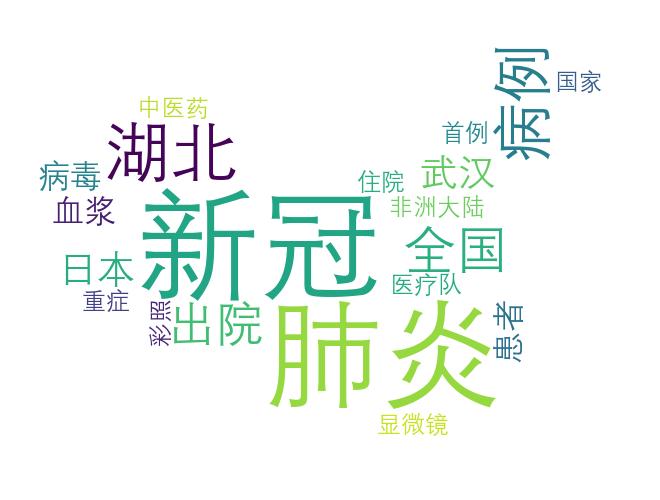 病例
国家
中医药
湖北
首例
武汉
病毒
住院
血浆
非洲大陆
新冠
全国
日本
医疗队
重症
彩照
出院
肺炎
患者
显微镜